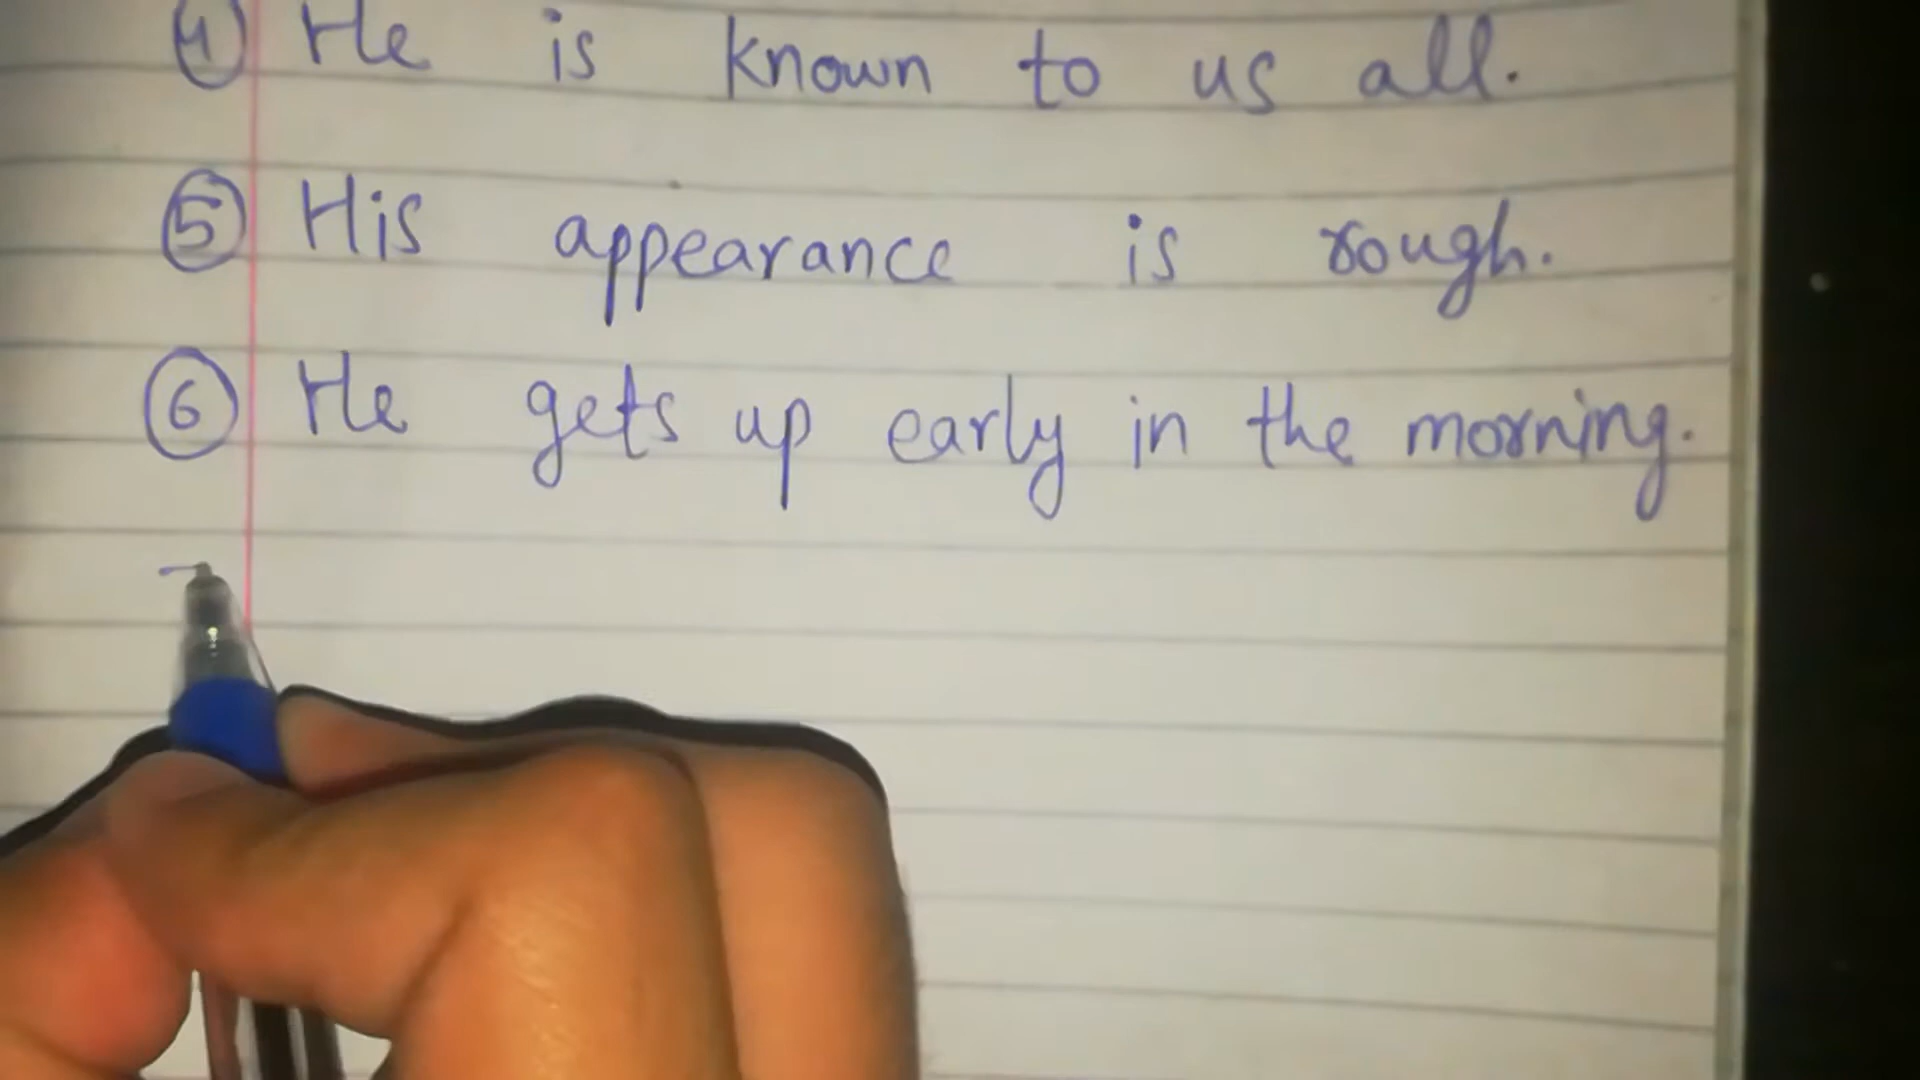 4 He is known to us all.
5 His appearance is rough.
6 He gets up early in the morning.